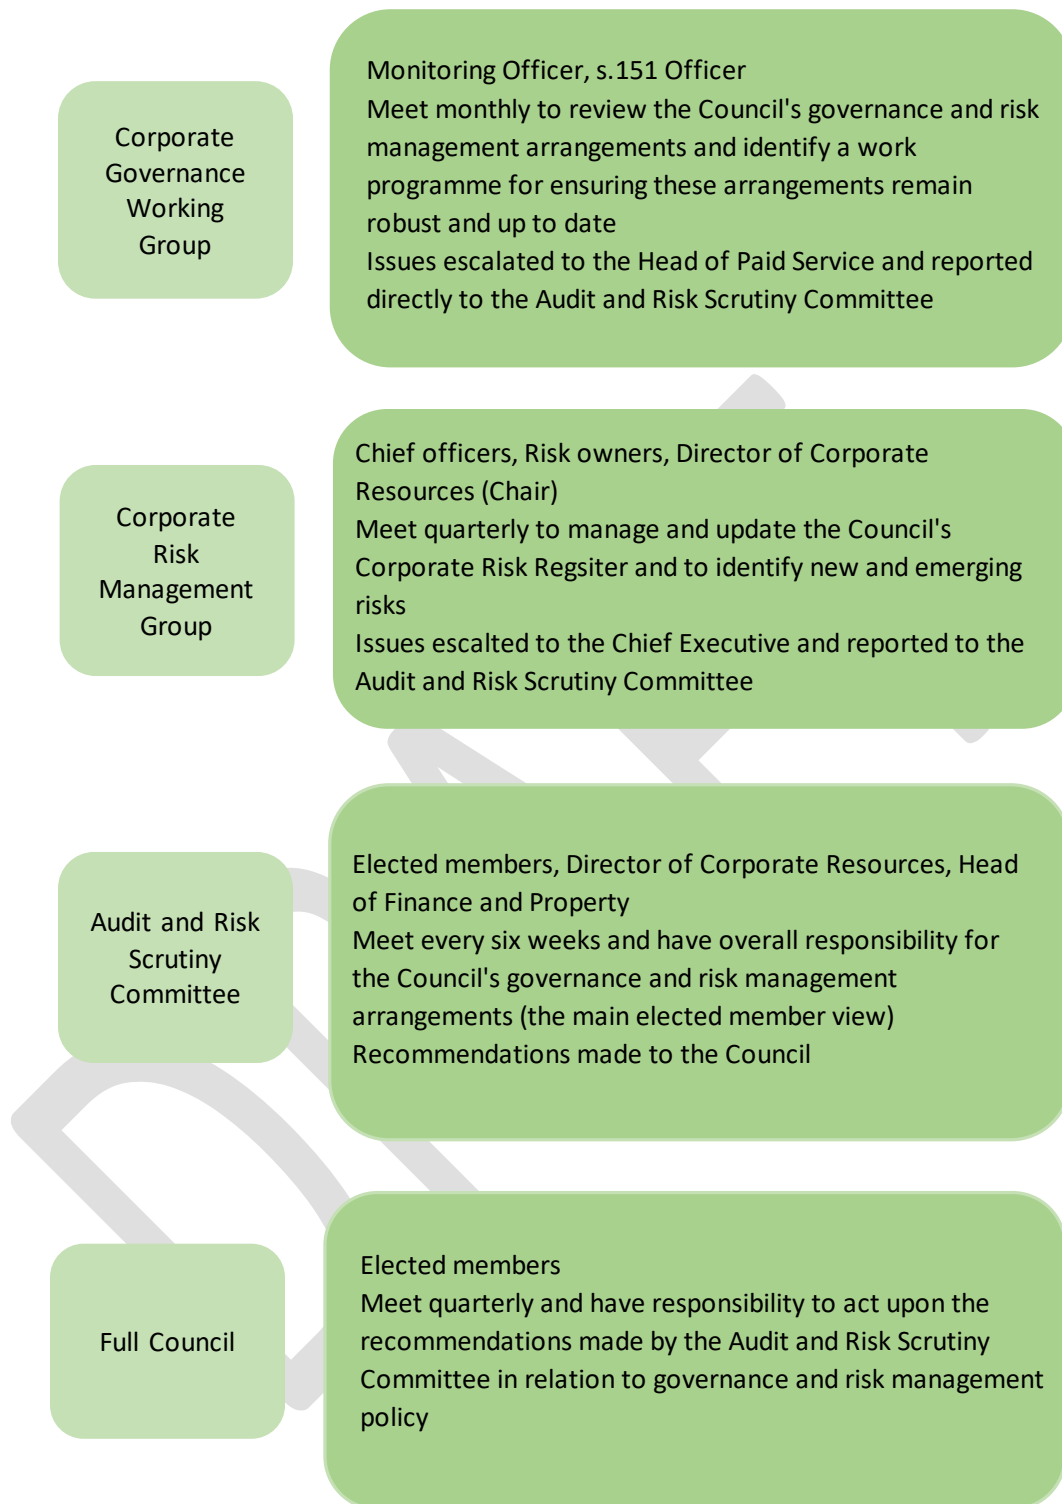 Corporate
Governance
Working
Group
Monitoring Officer, s.151 Officer
Meet monthly to review the Council's governance and risk
management arrangements and identify a work
programme for ensuring these arrangements remain
robust and up to date
Issues escalated to the Head of Paid Service and reported
directly to the Audit and Risk Scrutiny Committee
Corporate
Risk
Management
Group
Chief officers, Risk owners, Director of Corporate
Resources (Chair)
Meet quarterly to manage and update the Council's
Corporate Risk Regsiter and to identify new and emerging
risks
Issues escalted to the Chief Executive and reported to the
Audit and Risk Scrutiny Committee
Audit and Risk
Scrutiny
Committee
Elected members, Director of Corporate Resources, Head
of Finance and Property
Meet every six weeks and have overall responsibility for
the Council's governance and risk management
arrangements (the main elected member view)
Recommendations made to the Council
Full Council
Elected members
Meet quarterly and have responsibility to act upon the
recommendations made by the Audit and Risk Scrutiny
Committee in relation to governance and risk management
policy